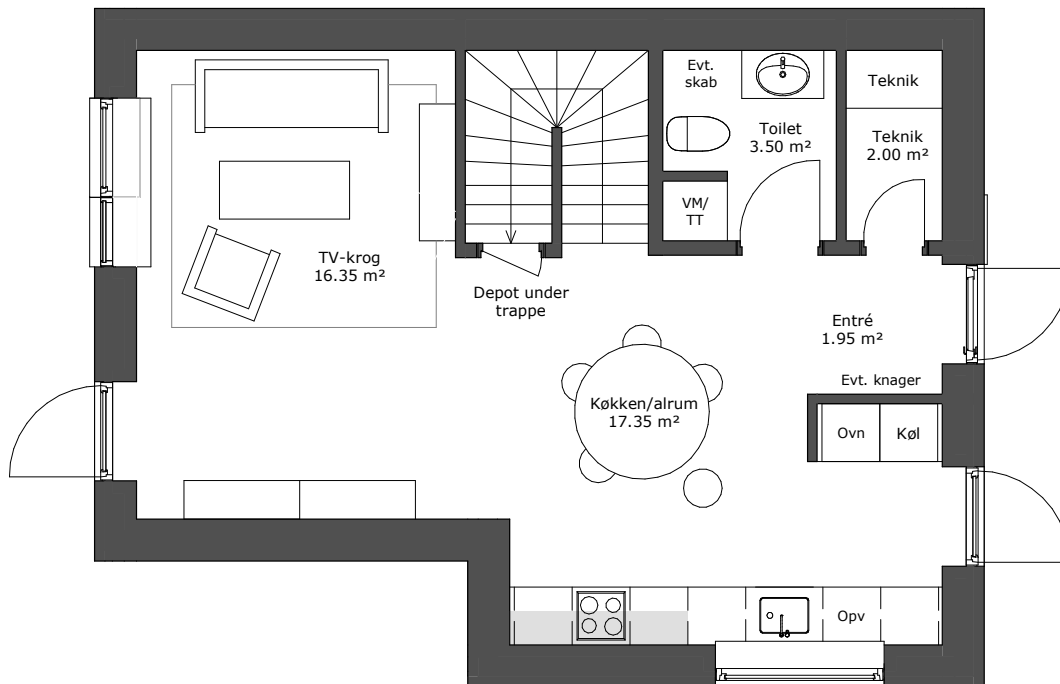 Evt.
skab
Teknik
Toilet
3.50 m²
Teknik
2.00 m²
VM/
TT
TV-krog
16.35 m²
Depot under
trappe
Entré
1.95 m²
Evt. knager
Køkken/alrum
17.35 m²
Ovn
Køl
Opv